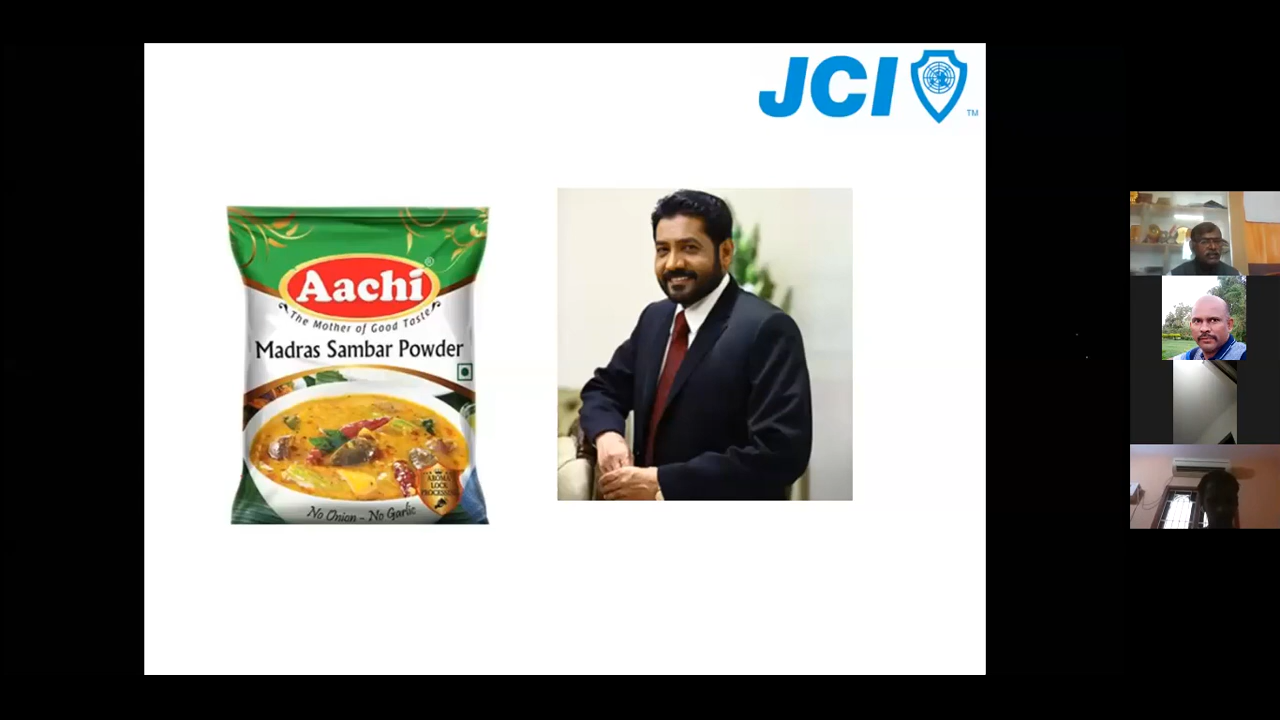 JCI
TM
Aachi®
The Mother of Good Taste
Madras Sambar Powder
AROMA
LOCK
PROCESSING
No Onion - No Garlic